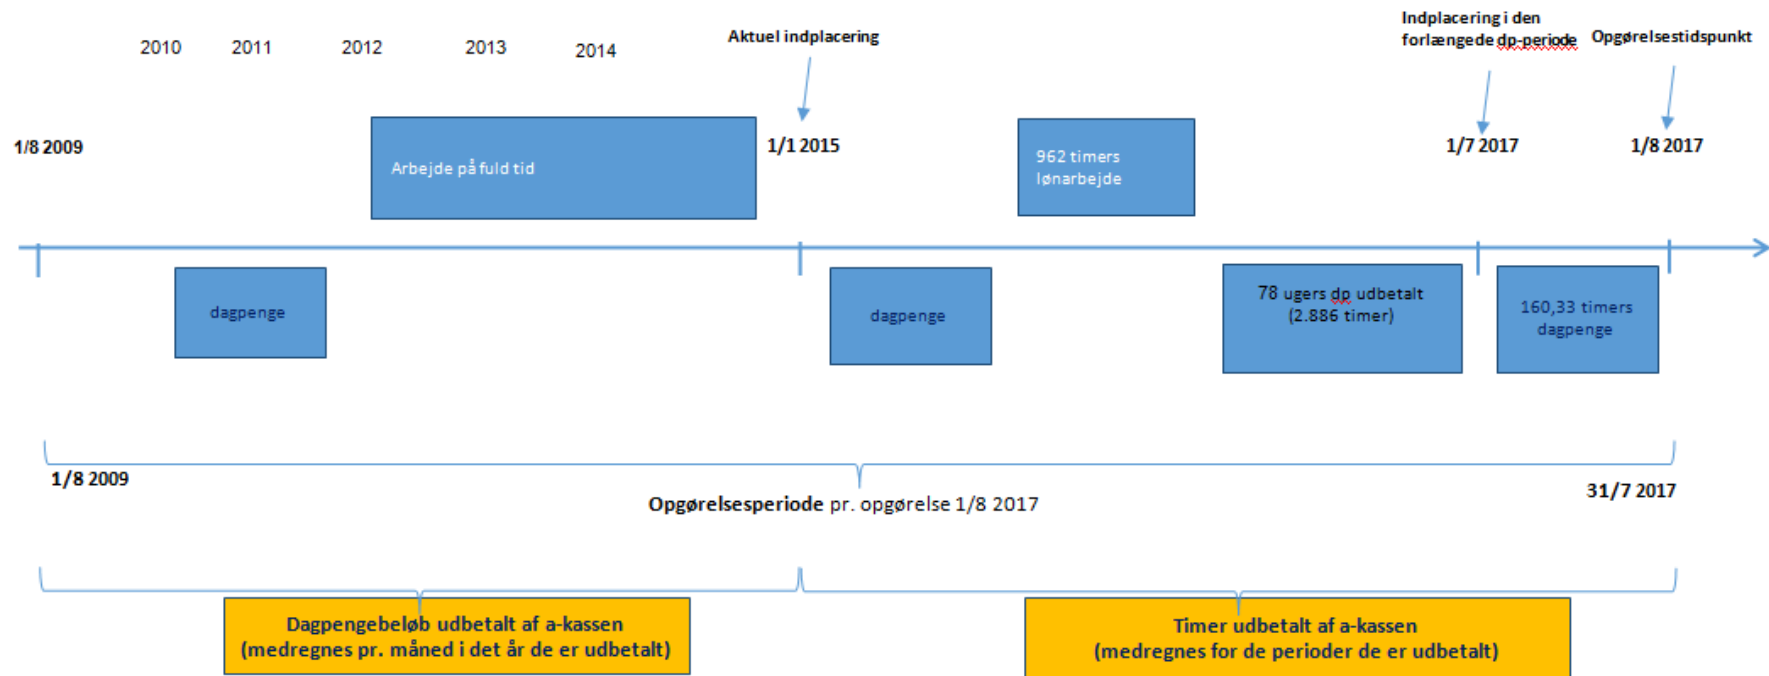 2010
2011
2012
2013
2014
Aktuel indplacering
Indplacering i den
forlængede dp-periode
Opgørelsestidspunkt
1/8 2009
Arbejde på fuld tid
1/1 2015
962 timers
lønarbejde
1/7 2017
1/8 2017
dagpenge
dagpenge
78 ugers dp udbetalt
(2.886 timer)
160,33 timers
dagpenge
1/8 2009
31/7 2017
Opgørelsesperiode pr. opgørelse 1/8 2017
Dagpengebeløb udbetalt af a-kassen
(medregnes pr. måned i det år de er udbetalt)
Timer udbetalt af a-kassen
(medregnes for de perioder de er udbetalt)